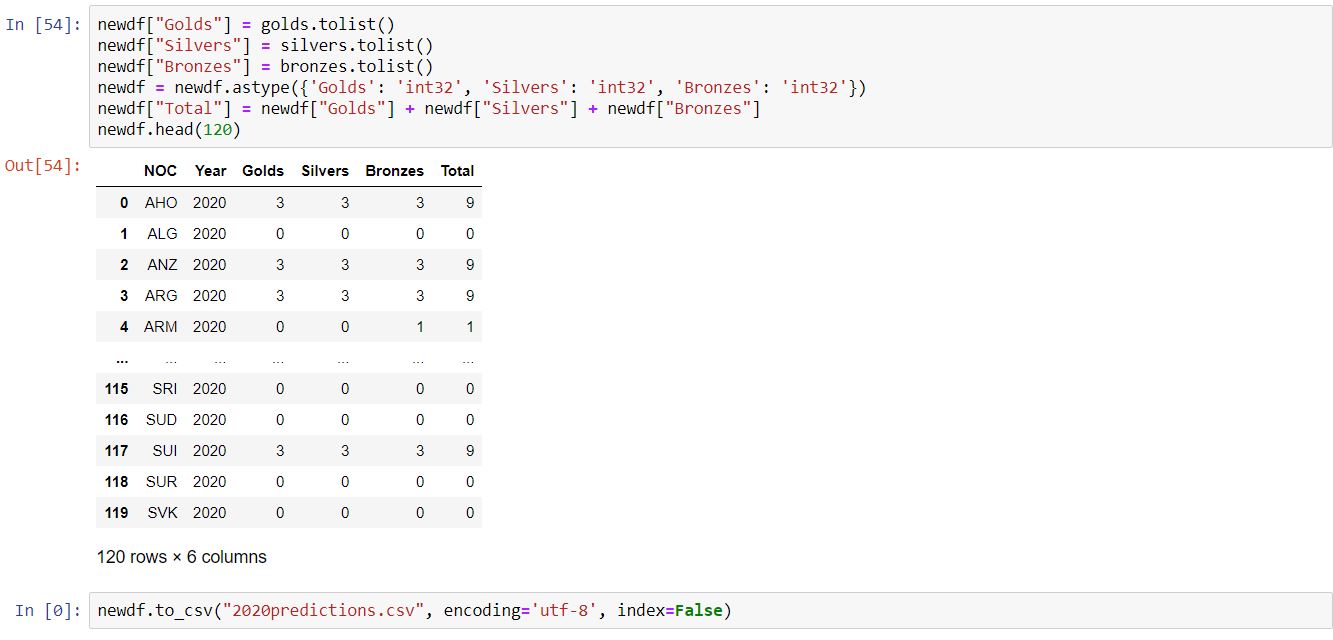 In [54]: newdf["Golds"] = golds.tolist()
newdf["Silvers"] = silvers.tolist()
newdf["Bronzes"] = bronzes.tolist()
newdf = newdf.astype({'Golds': 'int32', 'Silvers': 'int32', 'Bronzes': 'int32'})
newdf["Total"] = newdf["Golds"] + newdf["Silvers"] + newdf["Bronzes"]
newdf.head(120)
Out[54]:
NOC Year Golds Silvers Bronzes Total
0 AHO 2020 3 3 3 9
1 ALG 2020 0 0 0 0
2 ANZ 2020 3 3 3 9
3 ARG 2020 3 3 3 9
4 ARM 2020 0 0 1 1
... ... ... ... ... ... ...
115 SRI 2020 0 0 0 0
116 SUD 2020 0 0 0 0
117 SUI 2020 3 3 3 9
118 SUR 2020 0 0 0 0
119 SVK 2020 0 0 0 0
120 rows × 6 columns
In [0]: newdf.to_csv("2020predictions.csv", encoding='utf-8', index=False)